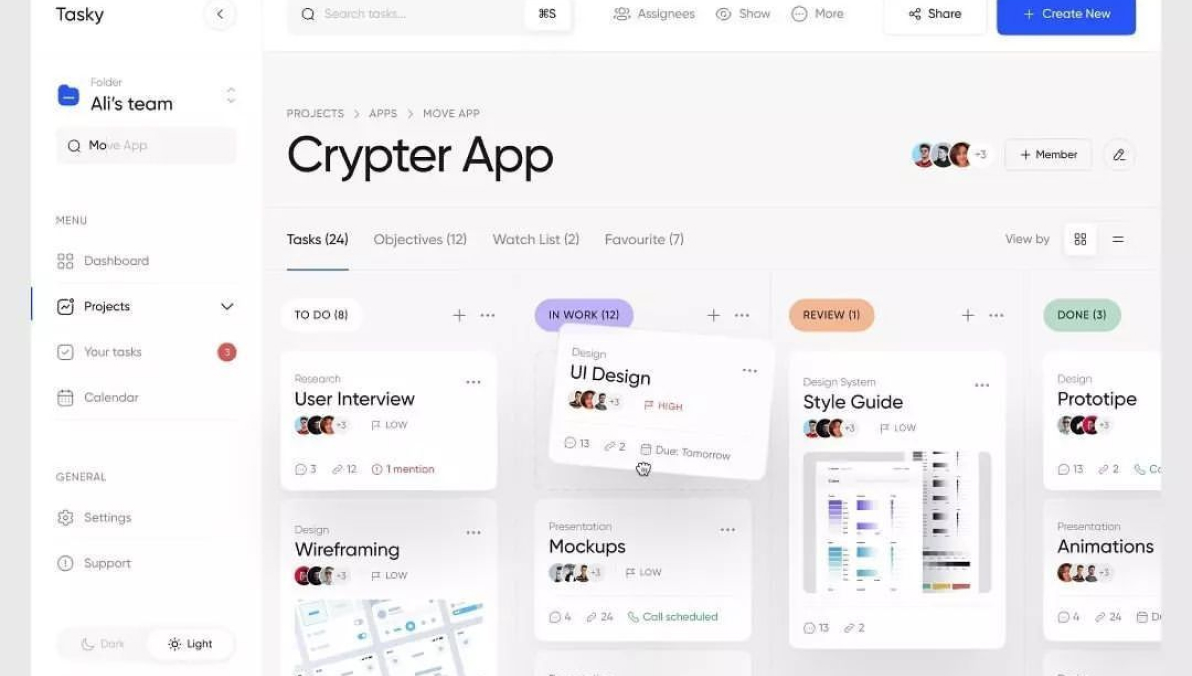 Tasky
Search tasks...
⌘S
Assignees
Show
More
Share
+ Create New
Folder
Ali's team
Move App
MENU
Dashboard
Projects
Your tasks
3
Calendar
GENERAL
Settings
Support
Dark
Light
PROJECTS > APPS > MOVE APP
Crypter App
+3
+ Member
Tasks (24)
Objectives (12)
Watch List (2)
Favourite (7)
View by
TO DO (8)
Research
User Interview
+3
LOW
3
12
1 mention
Design
Wireframing
+3
LOW
IN WORK (12)
Design
UI Design
+3
HIGH
13
2
Due: Tomorrow
Presentation
Mockups
+3
LOW
4
24
Call scheduled
REVIEW (1)
Design System
Style Guide
+3
LOW
13
2
DONE (3)
Design
Prototipe
+3
13
2
Presentation
Animations
+3
4
24